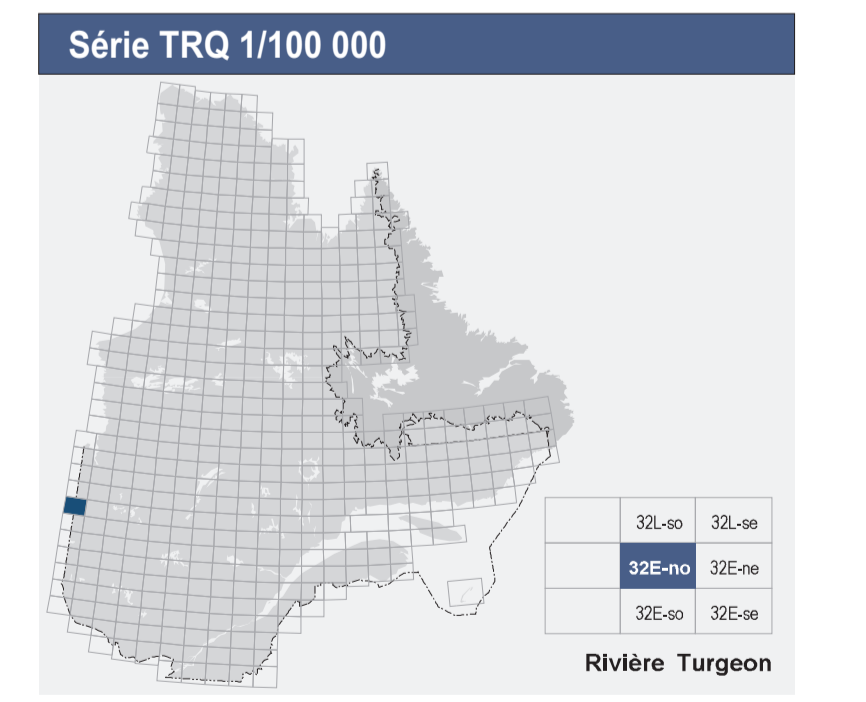 Série TRQ 1/100 000
32L-so 32L-se
32E-no 32E-ne
32E-so 32E-se
Rivière Turgeon